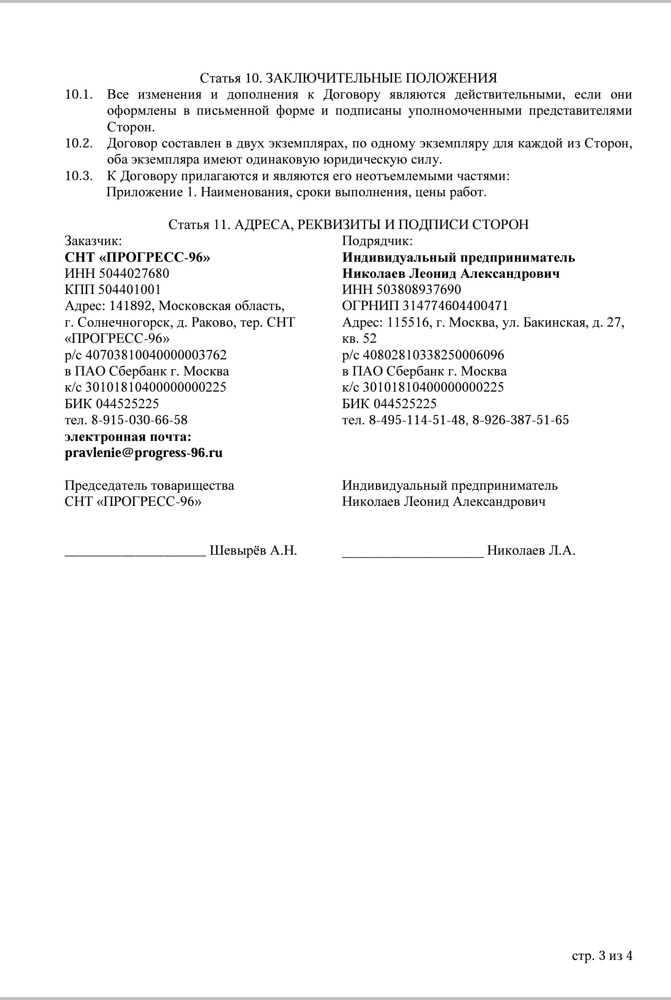 Статья 10. ЗАКЛЮЧИТЕЛЬНЫЕ ПОЛОЖЕНИЯ
10.1. Все изменения и дополнения к Договору являются действительными, если они
оформлены в письменной форме и подписаны уполномоченными представителями
Сторон.
10.2. Договор составлен в двух экземплярах, по одному экземпляру для каждой из Сторон,
оба экземпляра имеют одинаковую юридическую силу.
10.3. К Договору прилагаются и являются его неотъемлемыми частями:
Приложение 1. Наименования, сроки выполнения, цены работ.
Статья 11. АДРЕСА, РЕКВИЗИТЫ И ПОДПИСИ СТОРОН
Заказчик:
СНТ «ПРОГРЕСС-96»
ИНН 5044027680
КПП 504401001
Адрес: 141892, Московская область,
г. Солнечногорск, д. Раково, тер. СНТ
«ПРОГРЕСС-96»
р/с 40703810040000003762
в ПАО Сбербанк г. Москва
к/с 30101810400000000225
БИК 044525225
тел. 8-915-030-66-58
электронная почта:
pravlenie@progress-96.ru
Председатель товарищества
СНТ «ПРОГРЕСС-96»
____________________ Шевырёв А.Н.
Подрядчик:
Индивидуальный предприниматель
Николаев Леонид Александрович
ИНН 503808937690
ОГРНИП 314774604400471
Адрес: 115516, г. Москва, ул. Бакинская, д. 27,
кв. 52
р/с 40802810338250006096
в ПАО Сбербанк г. Москва
к/с 30101810400000000225
БИК 044525225
тел. 8-495-114-51-48, 8-926-387-51-65
Индивидуальный предприниматель
Николаев Леонид Александрович
____________________ Николаев Л.А.
стр. 3 из 4